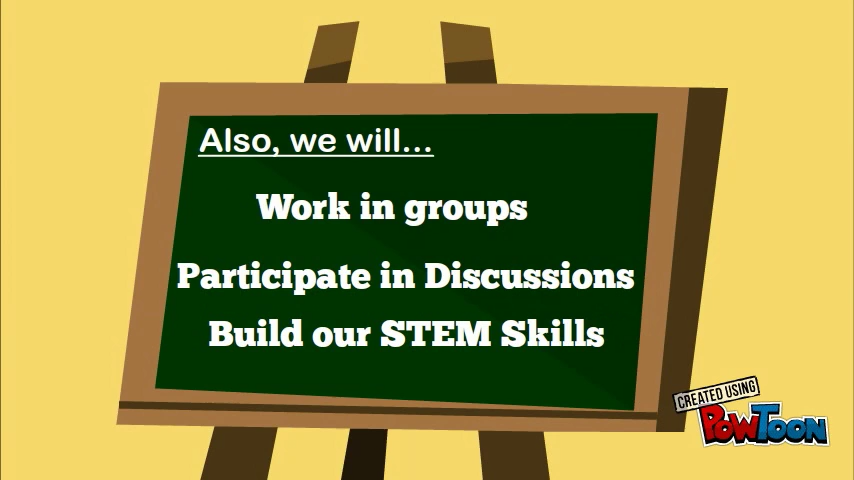 Also, we will...
Work in groups
Participate in Discussions
Build our STEM Skills
CREATED USING
POWTOON